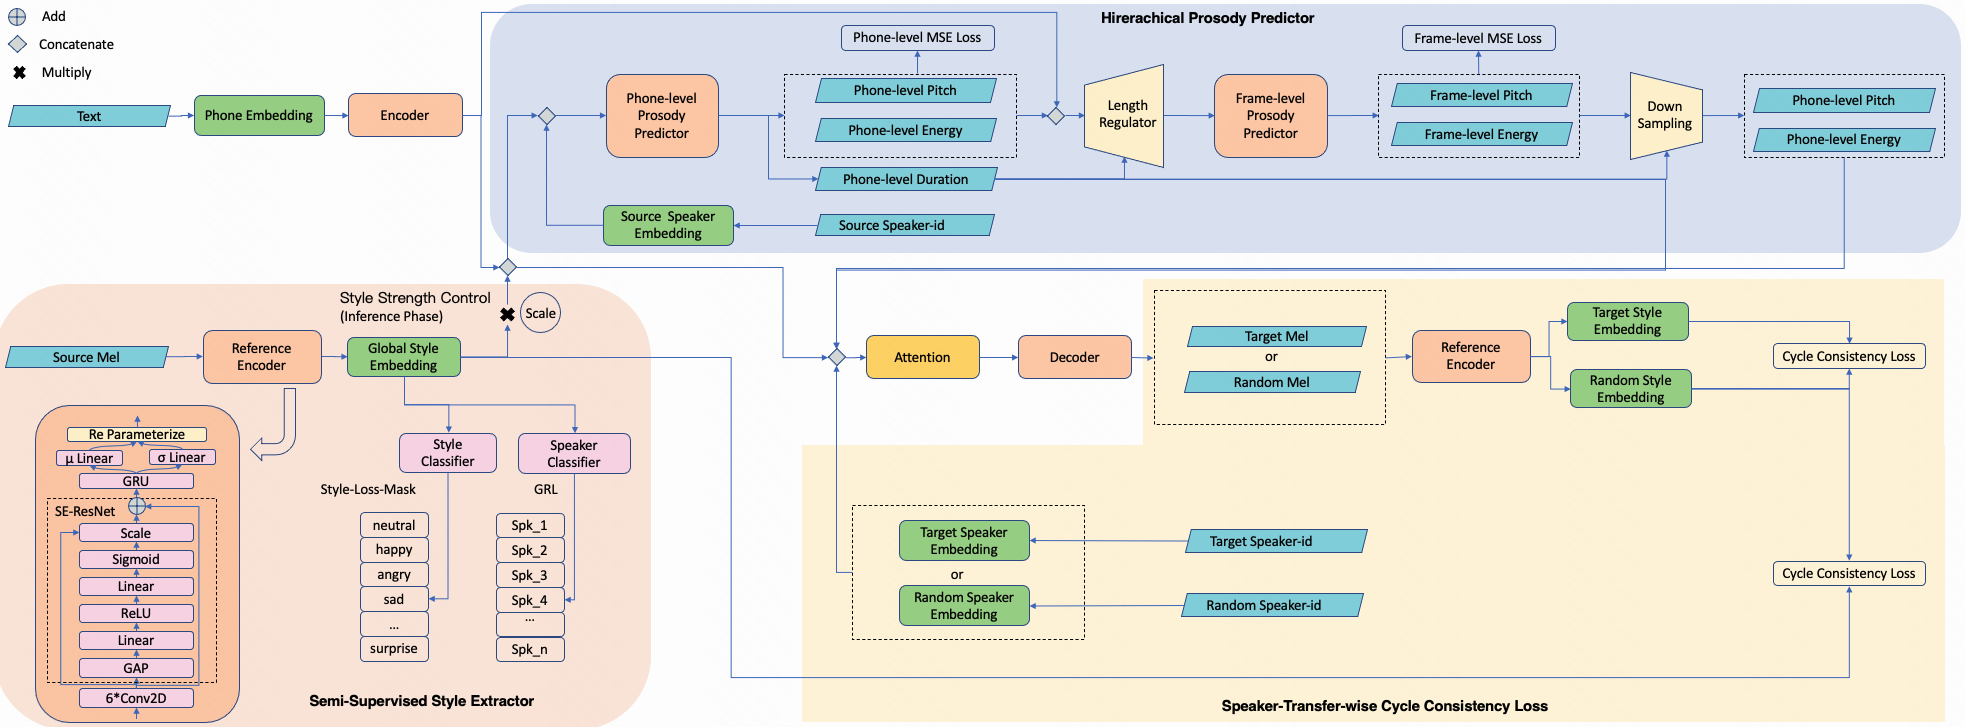 Add
Concatenate
Multiply
Text
Phone Embedding
Encoder
Hirerachical Prosody Predictor
Phone-level MSE Loss
Frame-level MSE Loss
Phone-level
Prosody
Predictor
Phone-level Pitch
Phone-level Energy
Phone-level Duration
Length
Regulator
Frame-level
Prosody
Predictor
Frame-level Pitch
Frame-level Energy
Down
Sampling
Phone-level Pitch
Phone-level Energy
Source Speaker
Embedding
Source Speaker-id
Style Strength Control
(Inference Phase)
Scale
Source Mel
Reference
Encoder
Global Style
Embedding
Re Parameterize
μ Linear
σ Linear
GRU
SE-ResNet
Scale
Sigmoid
Linear
ReLU
Linear
GAP
6*Conv2D
Style
Classifier
Speaker
Classifier
Style-Loss-Mask
GRL
neutral
happy
angry
sad
...
surprise
Spk_1
Spk_2
Spk_3
Spk_4
...
Spk_n
Semi-Supervised Style Extractor
Attention
Decoder
Target Mel
or
Random Mel
Reference
Encoder
Target Style
Embedding
Random Style
Embedding
Cycle Consistency Loss
Target Speaker
Embedding
or
Random Speaker
Embedding
Target Speaker-id
Random Speaker-id
Cycle Consistency Loss
Speaker-Transfer-wise Cycle Consistency Loss